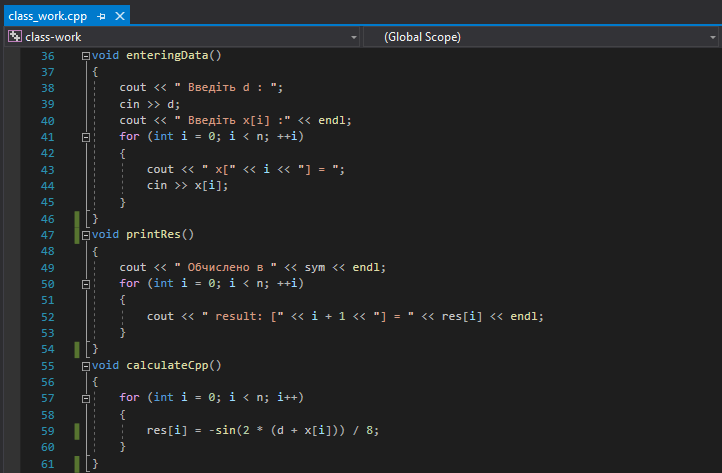 class_work.cpp
class-work (Global Scope)
36 void enteringData()
37 {
38 cout << " Введіть d : ";
39 cin >> d;
40 cout << " Введіть x[i] :" << endl;
41 for (int i = 0; i < n; ++i)
42 {
43 cout << " x[" << i << "] = ";
44 cin >> x[i];
45 }
46 }
47 void printRes()
48 {
49 cout << " Обчислено в " << sym << endl;
50 for (int i = 0; i < n; ++i)
51 {
52 cout << " result: [" << i + 1 << "] = " << res[i] << endl;
53 }
54 }
55 void calculateCpp()
56 {
57 for (int i = 0; i < n; i++)
58 {
59 res[i] = -sin(2 * (d + x[i])) / 8;
60 }
61 }